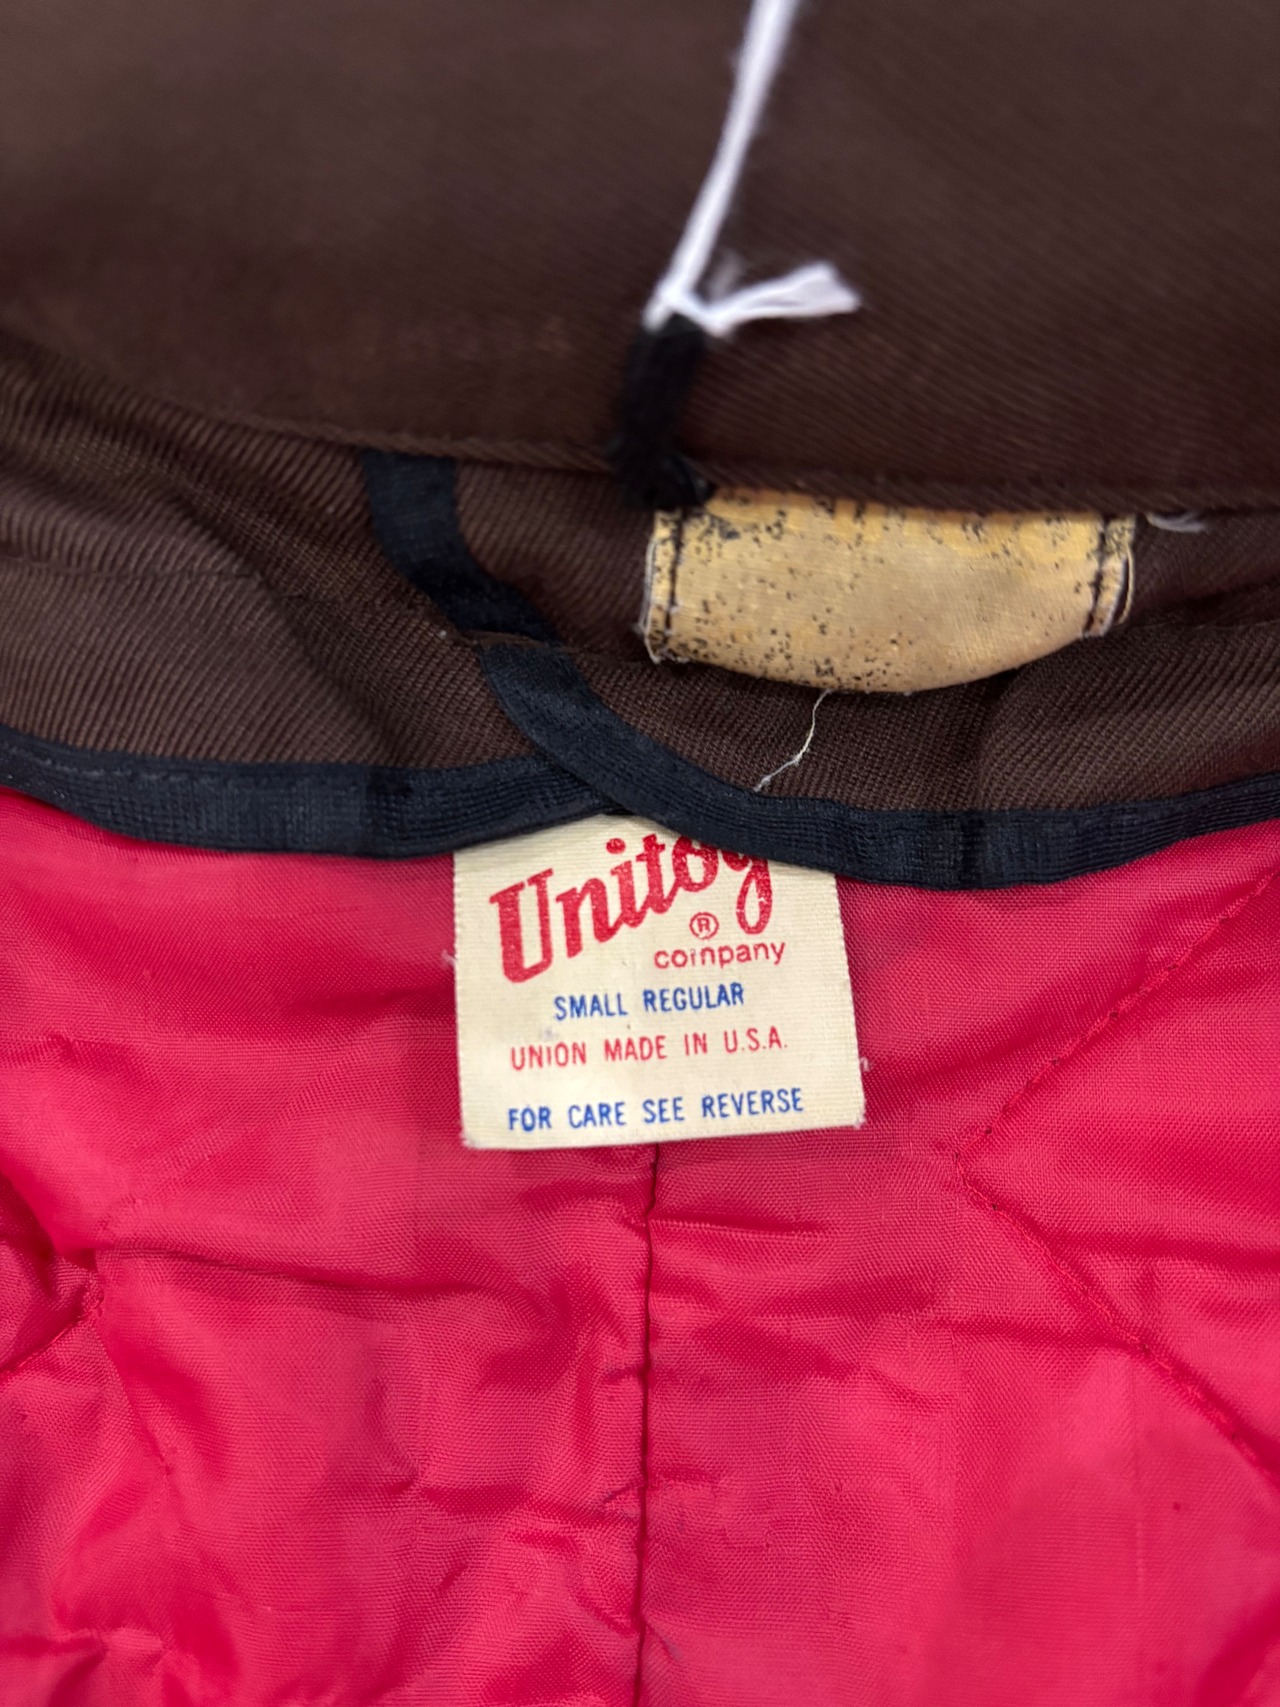 Unitog
®
company
SMALL REGULAR
UNION MADE IN U.S.A.
FOR CARE SEE REVERSE